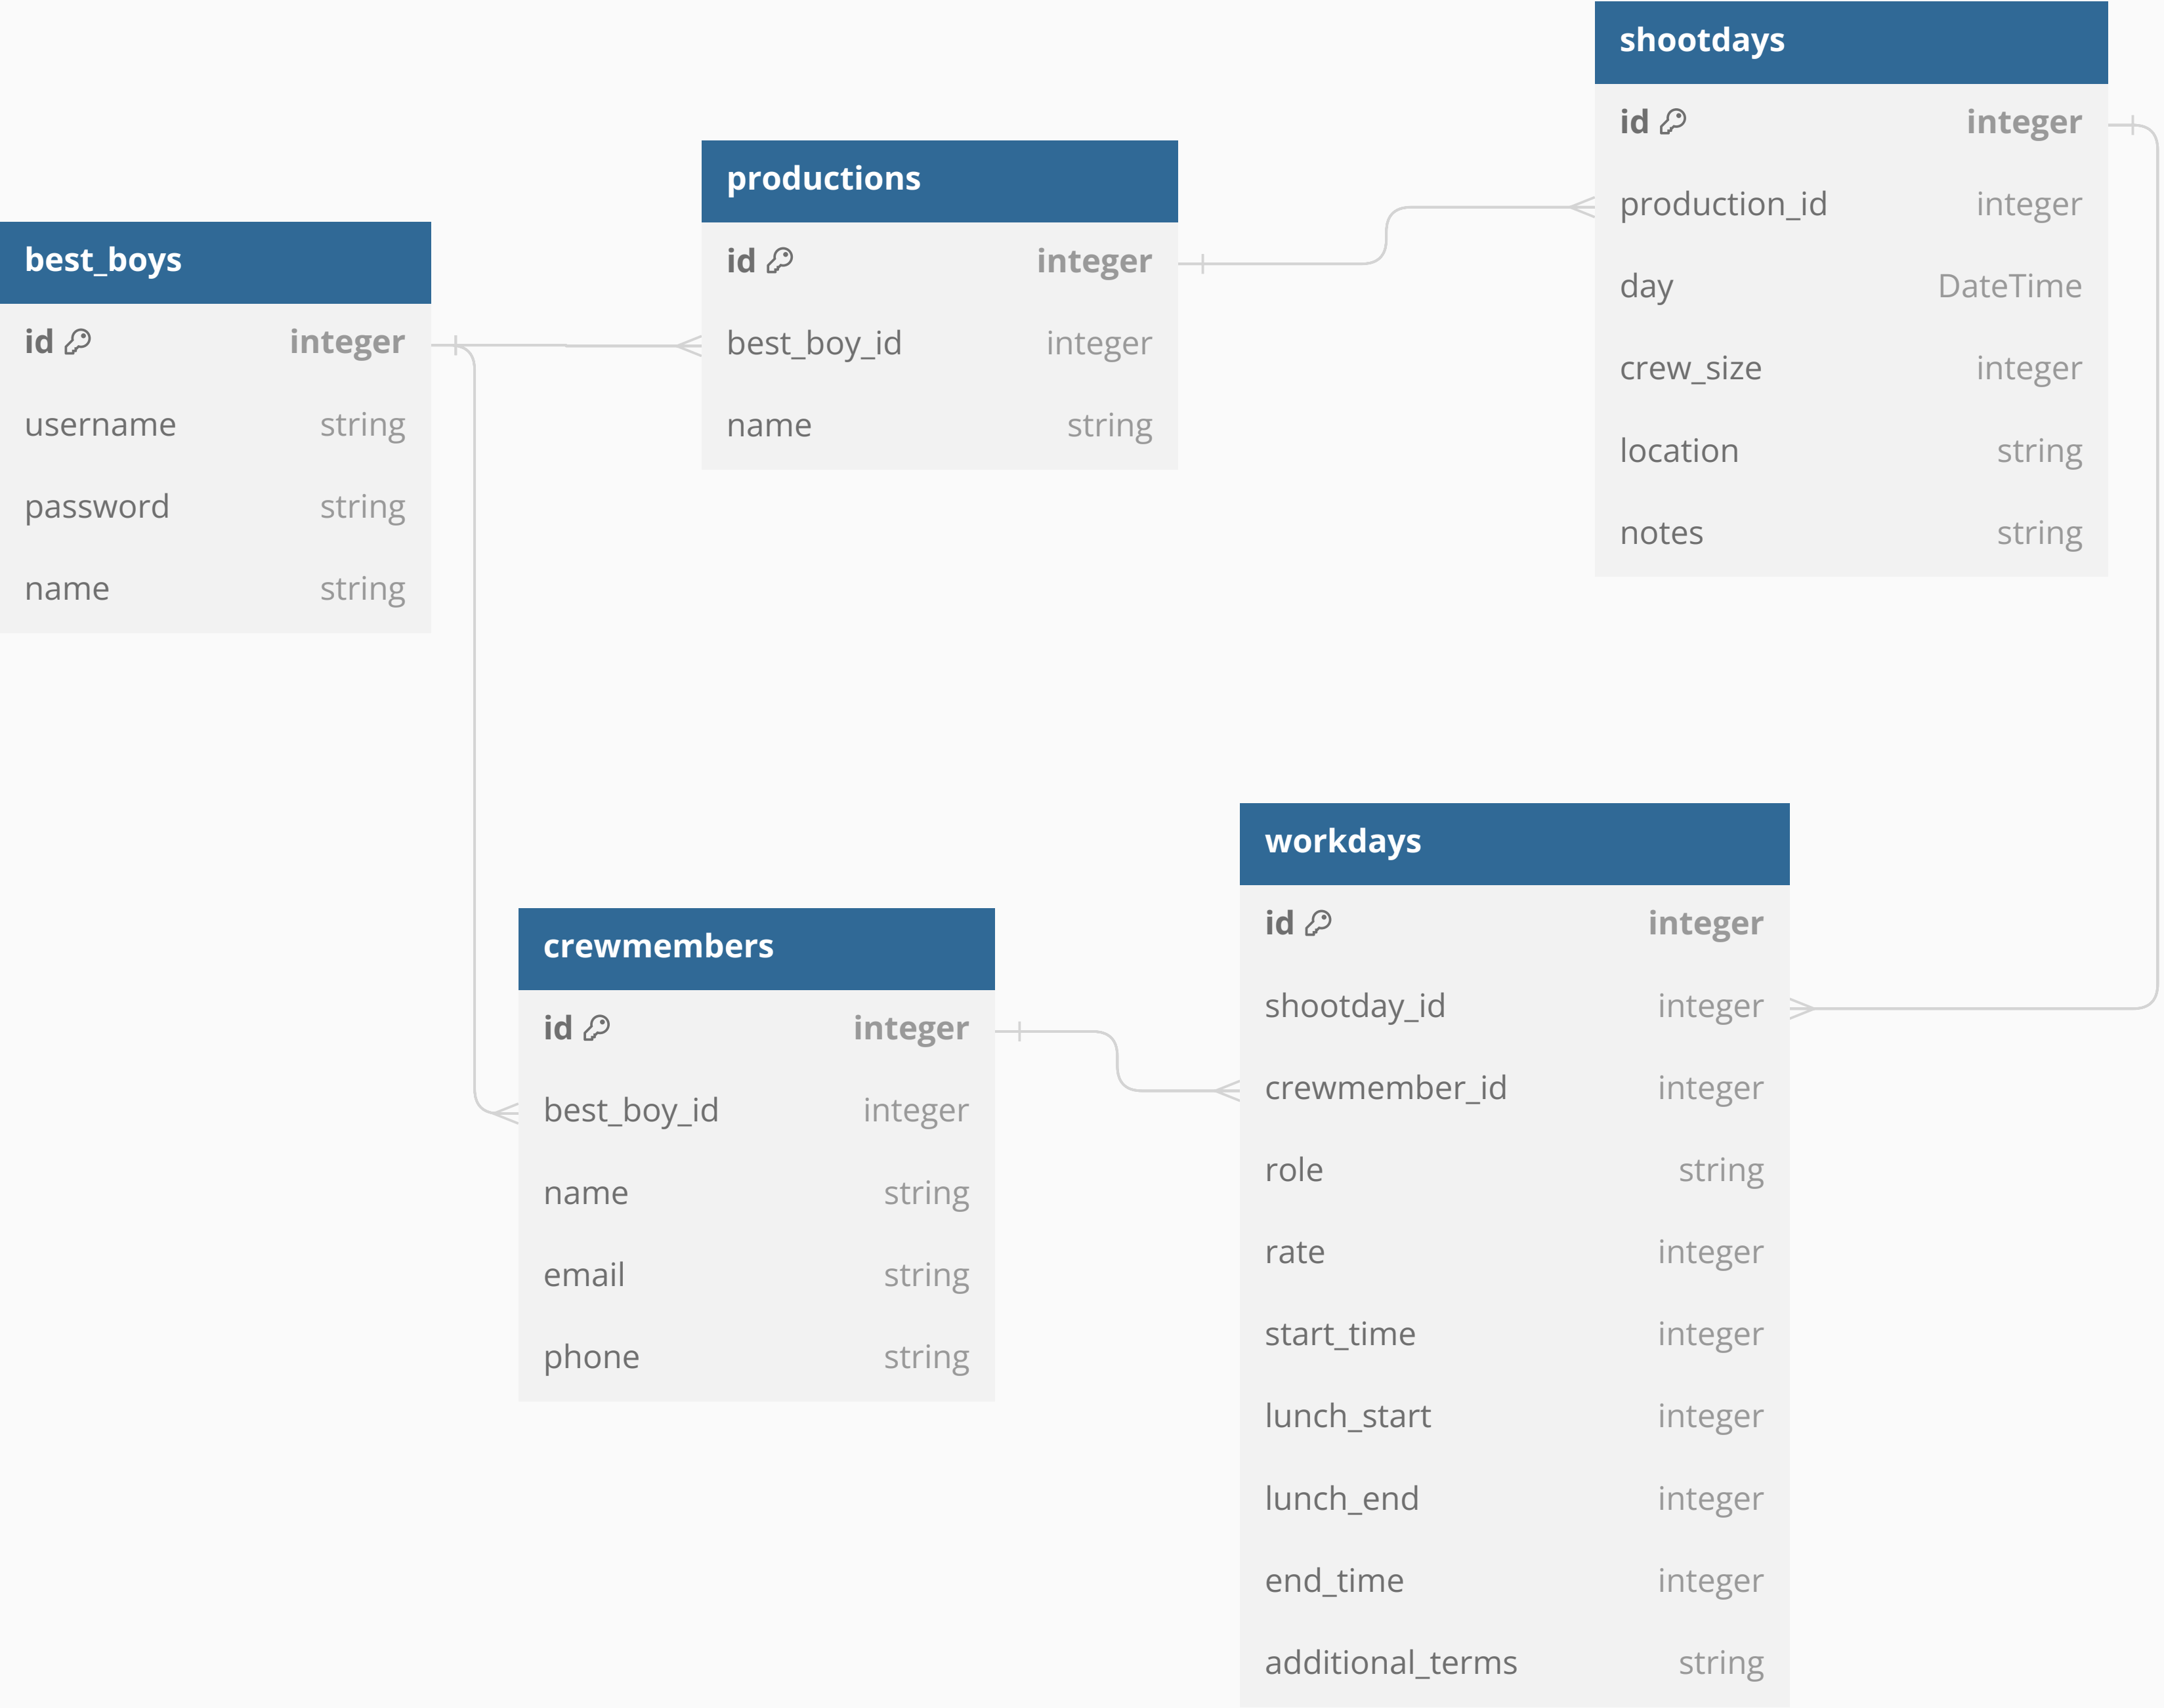 best_boys
id integer
username string
password string
name string
productions
id integer
best_boy_id integer
name string
shootdays
id integer
production_id integer
day DateTime
crew_size integer
location string
notes string
crewmembers
id integer
best_boy_id integer
name string
email string
phone string
workdays
id integer
shootday_id integer
crewmember_id integer
role string
rate integer
start_time integer
lunch_start integer
lunch_end integer
end_time integer
additional_terms string